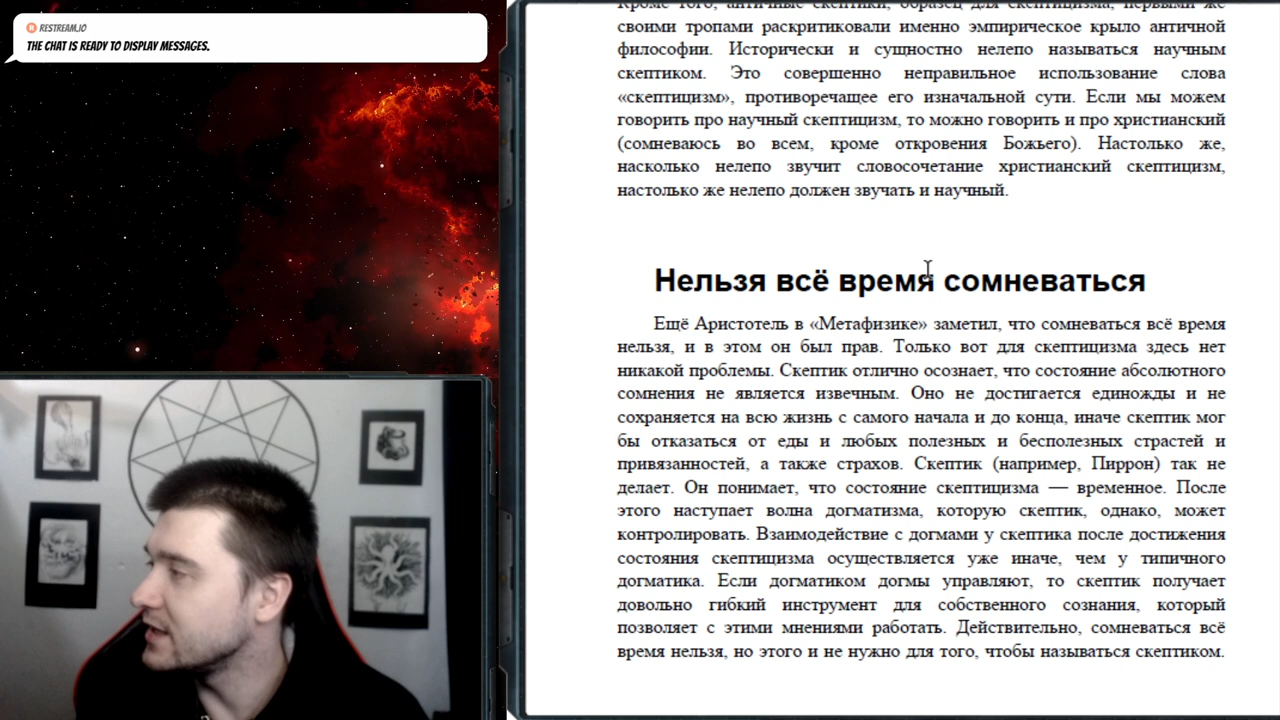 RESTREAM.IO
THE CHAT IS READY TO DISPLAY MESSAGES.
Кроме того, античные скептики, образец для скептицизма, первыми же
своими тропами раскритиковали именно эмпирическое крыло античной
философии. Исторически и сущностно нелепо называться научным
скептиком. Это совершенно неправильное использование слова
«скептицизм», противоречащее его изначальной сути. Если мы можем
говорить про научный скептицизм, то можно говорить и про христианский
(сомневаюсь во всем, кроме откровения Божьего). Настолько же,
насколько нелепо звучит словосочетание христианский скептицизм,
настолько же нелепо должен звучать и научный.
Нельзя всё время сомневаться
Ещё Аристотель в «Метафизике» заметил, что сомневаться всё время
нельзя, и в этом он был прав. Только вот для скептицизма здесь нет
никакой проблемы. Скептик отлично осознает, что состояние абсолютного
сомнения не является извечным. Оно не достигается единожды и не
сохраняется на всю жизнь с самого начала и до конца, иначе скептик мог
бы отказаться от еды и любых полезных и бесполезных страстей и
привязанностей, а также страхов. Скептик (например, Пиррон) так не
делает. Он понимает, что состояние скептицизма — временное. После
этого наступает волна догматизма, которую скептик, однако, может
контролировать. Взаимодействие с догмами у скептика после достижения
состояния скептицизма осуществляется уже иначе, чем у типичного
догматика. Если догматиком догмы управляют, то скептик получает
довольно гибкий инструмент для собственного сознания, который
позволяет с этими мнениями работать. Действительно, сомневаться всё
время нельзя, но этого и не нужно для того, чтобы называться скептиком.